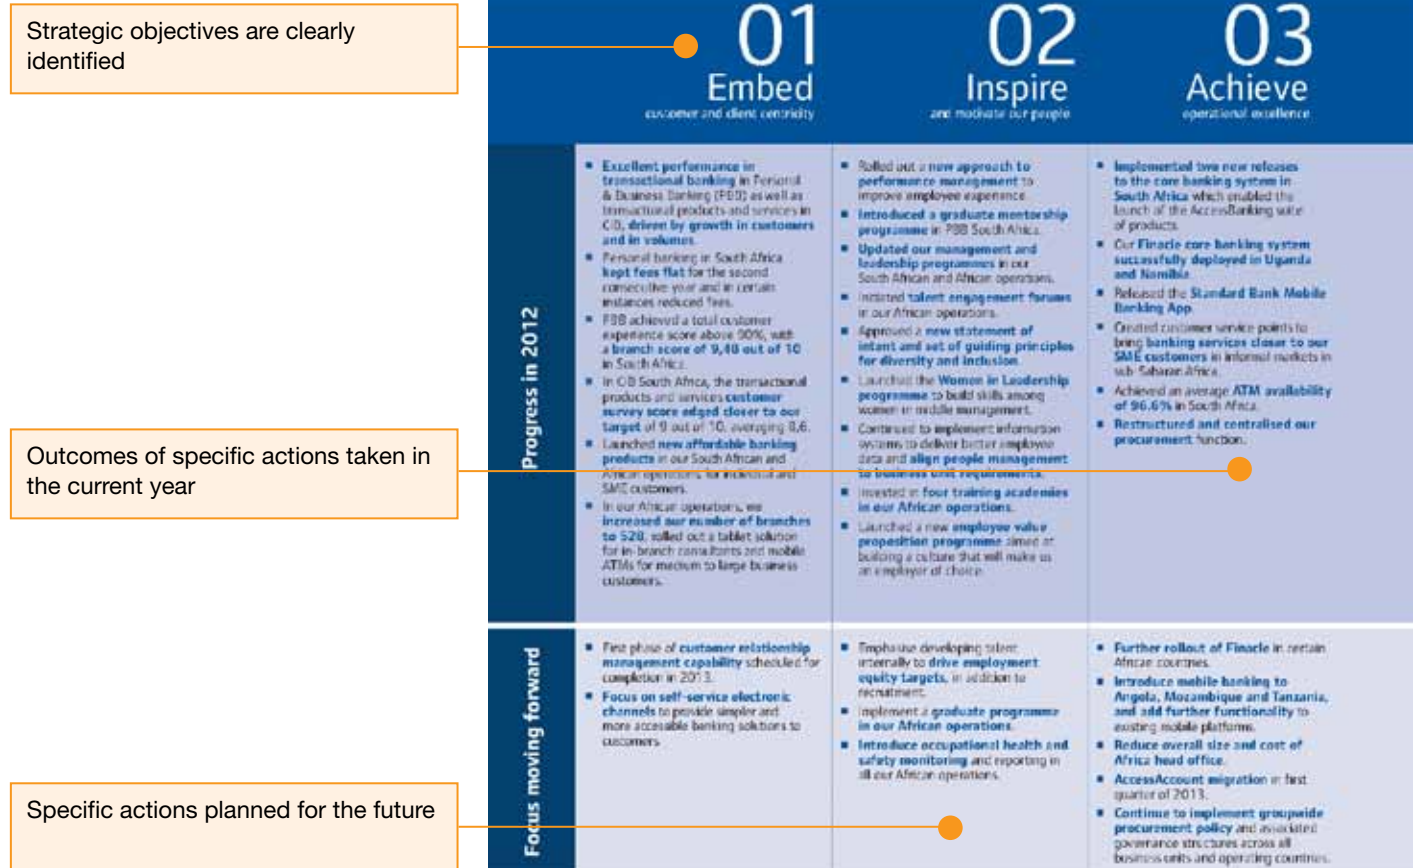 Strategic objectives are clearly
identified
01
Embed
customer and client centricity
02
Inspire
and motivate our people
03
Achieve
operational excellence
Progress in 2012
Excellent performance in
transactional banking in Personal
& Business Banking (PBB) as well as
transactional products and services in
CIB, driven by growth in customers
and in volumes.
Personal banking in South Africa
kept fees flat for the second
consecutive year and in certain
instances reduced fees.
PBB achieved a total customer
experience score above 90%, with
a branch score of 9,48 out of 10
in South Africa.
In CIB South Africa, the transactional
products and services customer
survey score edged closer to our
target of 9 out of 10, averaging 8,6.
Launched new affordable banking
products in our South African and
African operations, for individual and
SME customers.
In our African operations, we
increased our number of branches
to 528, rolled out a tablet solution
for in-branch consultants and mobile
ATMs for medium to large business
customers.
Rolled out a new approach to
performance management to
improve employee experience.
Introduced a graduate mentorship
programme in PBB South Africa.
Updated our management and
leadership programmes in our
South African and African operations.
Initiated talent engagement forums
in our African operations.
Approved a new statement of
intent and set of guiding principles
for diversity and inclusion.
Launched the Women in Leadership
programme to build skills among
women in middle management.
Continued to implement information
systems to deliver better employee
data and align people management
to business unit requirements.
Invested in four training academies
in our African operations.
Launched a new employee value
proposition programme aimed at
building a culture that will make us
an employer of choice.
Implemented two new releases
to the core banking system in
South Africa which enabled the
launch of the AccessBanking suite
of products.
Our Finacle core banking system
successfully deployed in Uganda
and Namibia.
Released the Standard Bank Mobile
Banking App.
Created customer service points to
bring banking services closer to our
SME customers in informal markets in
sub-Saharan Africa.
Achieved an average ATM availability
of 96.6% in South Africa.
Restructured and centralised our
procurement function.
Outcomes of specific actions taken in
the current year
Focus moving forward
First phase of customer relationship
management capability scheduled for
completion in 2013.
Focus on self-service electronic
channels to provide simpler and
more accessible banking solutions to
customers.
Emphasise developing talent
internally to drive employment
equity targets, in addition to
recruitment.
Implement a graduate programme
in our African operations.
Introduce occupational health and
safety monitoring and reporting in
all our African operations.
Further rollout of Finacle in certain
African countries.
Introduce mobile banking to
Angola, Mozambique and Tanzania,
and add further functionality to
existing mobile platforms.
Reduce overall size and cost of
Africa head office.
AccessAccount migration in first
quarter of 2013.
Continue to implement groupwide
procurement policy and associated
governance structures across all
business units and operating countries.
Specific actions planned for the future